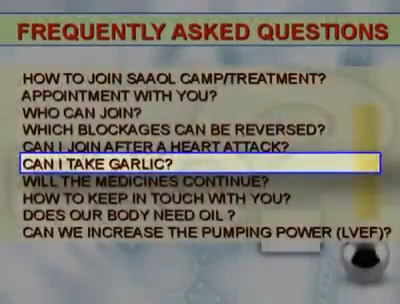 FREQUENTLY ASKED QUESTIONS
HOW TO JOIN SAAOL CAMP/TREATMENT?
APPOINTMENT WITH YOU?
WHO CAN JOIN?
WHICH BLOCKAGES CAN BE REVERSED?
CAN I JOIN AFTER A HEART ATTACK?
CAN I TAKE GARLIC?
WILL THE MEDICINES CONTINUE?
HOW TO KEEP IN TOUCH WITH YOU?
DOES OUR BODY NEED OIL ?
CAN WE INCREASE THE PUMPING POWER (LVEF)?